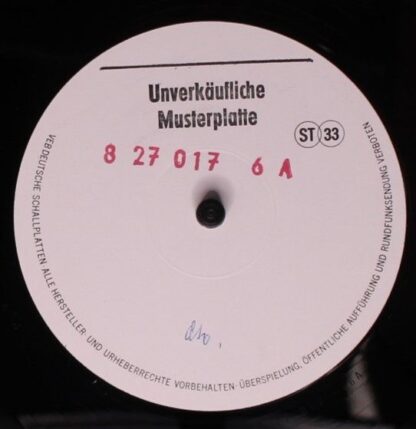 Unverkäufliche
Musterplatte
ST 33
8 27 017 6 A
VEB DEUTSCHE SCHALLPLATTEN · ALLE HERSTELLER- UND URHEBERRECHTE VORBEHALTEN · ÜBERSPIELUNG, ÖFFENTLICHE AUFFÜHRUNG UND RUNDFUNKSENDUNG VERBOTEN